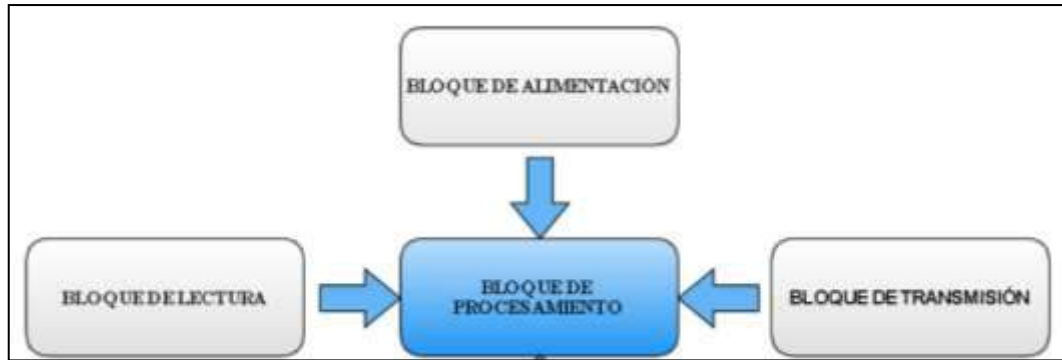 BLOQUE DE ALIMENTACIÓN
BLOQUE DE LECTURA
BLOQUE DE
PROCESAMIENTO
BLOQUE DE TRANSMISIÓN